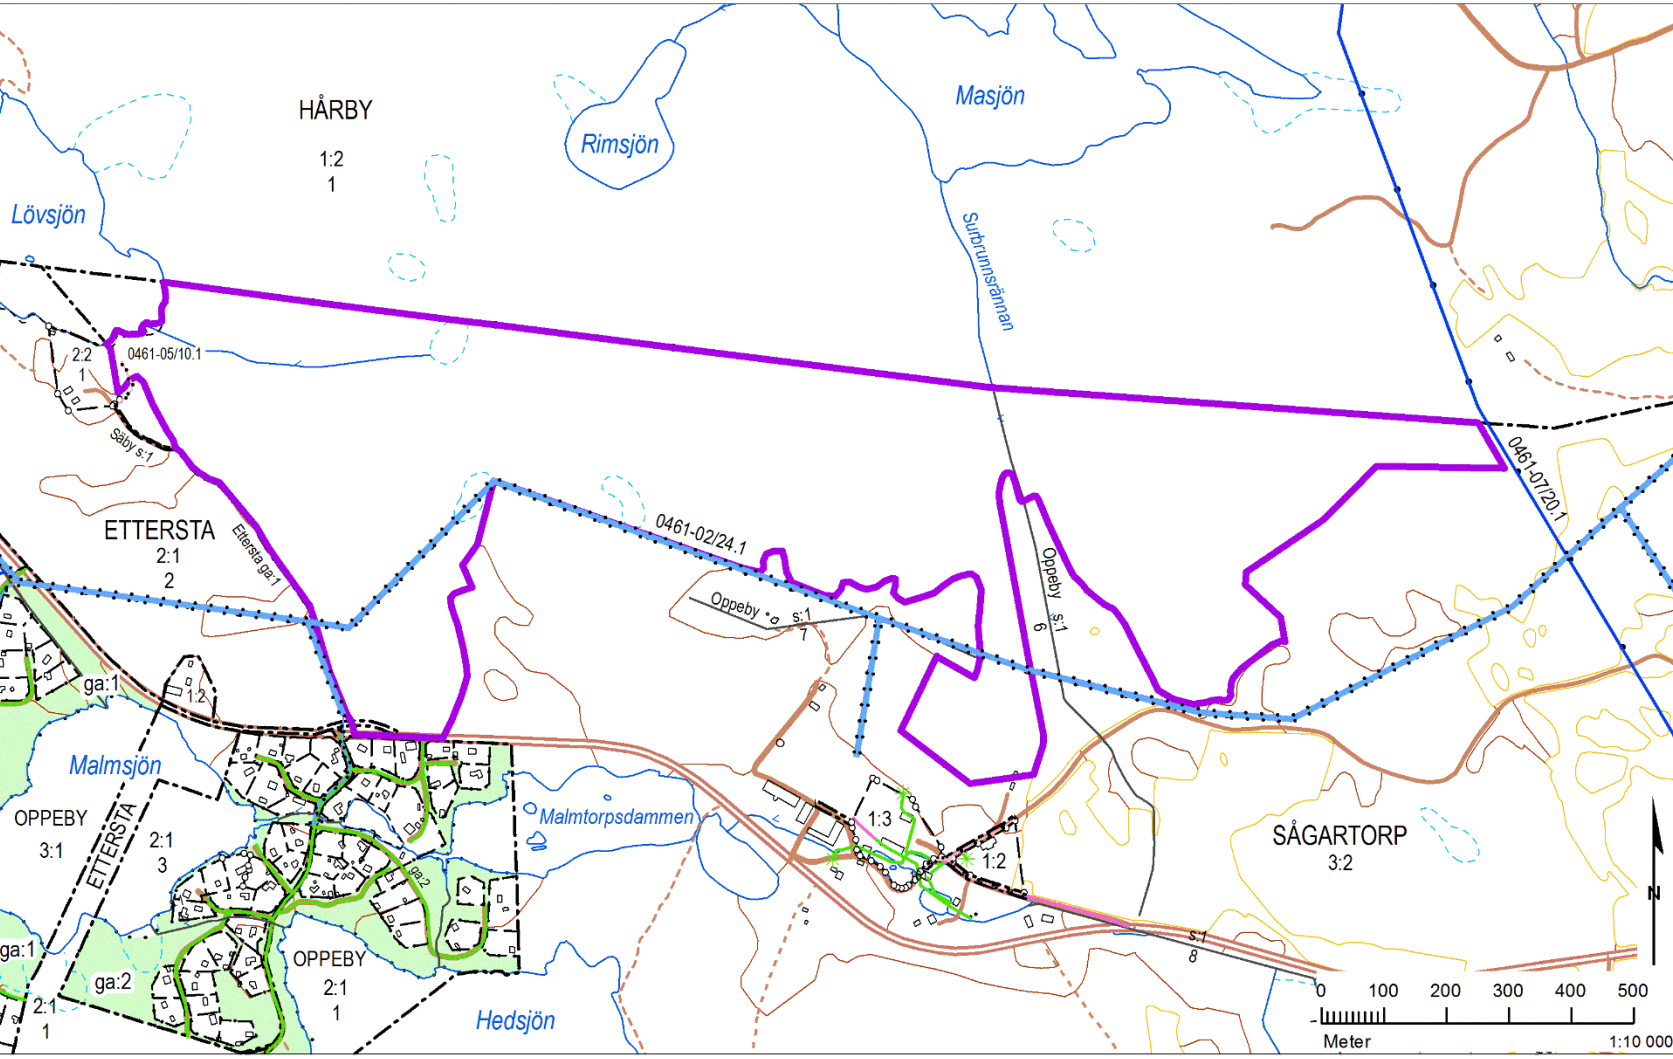 HÅRBY
1:2
1
Rimsjön
Masjön
Lövsjön
Surbrunnsrännan
2:2
1
0461-05/10.1
Säby s:1
ETTERSTA
2:1
2
Ettersta ga:1
0461-02/24.1
0461-07/20.1
Oppeby s:1
6
Oppeby s:1
7
ga:1
1:2
Malmsjön
OPPEBY
3:1
ETTERSTA
2:1
3
ga:2
Malmtorpsdammen
1:3
1:2
SÅGARTORP
3:2
s:1
8
ga:1
ga:2
2:1
1
OPPEBY
2:1
1
Hedsjön
N
0 100 200 300 400 500
Meter
1:10 000